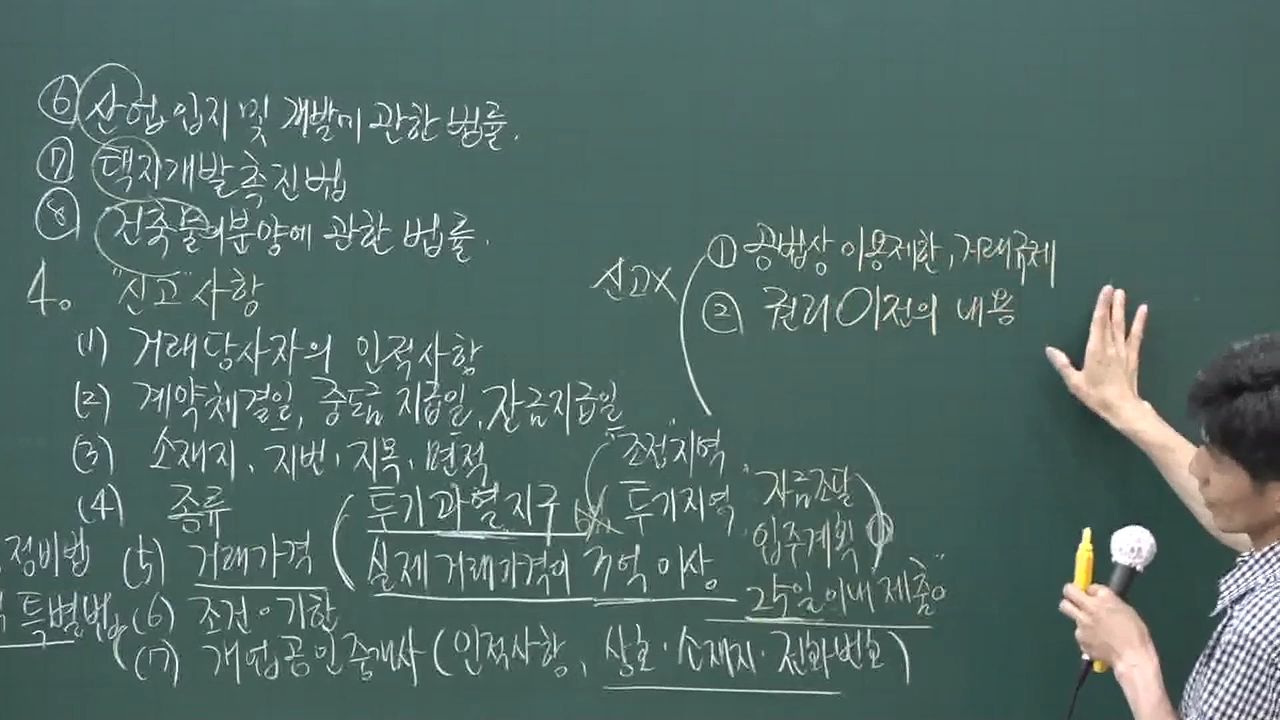 ⑥ 산업입지 및 개발에 관한 법률.
⑦ 택지개발촉진법
⑧ 건축물의분양에 관한 법률.
4. "신고"사항
(1) 거래당사자의 인적사항
(2) 계약체결일, 중도금 지급일, 잔금지급일
(3) 소재지·지번·지목·면적
(4) 종류
정비법 (5) 거래가격
특별법 (6) 조건·기한
(7) 개업공인중개사(인적사항, 상호·소재지·전화번호)
(투기과열지구
실제거래가격이 억 이상
"조정"지역
투기지역
"자금조달
입주계획)
25일이내 제출"
신고X
① 공법상 이용제한, 거래규제
② 권리이전의 내용